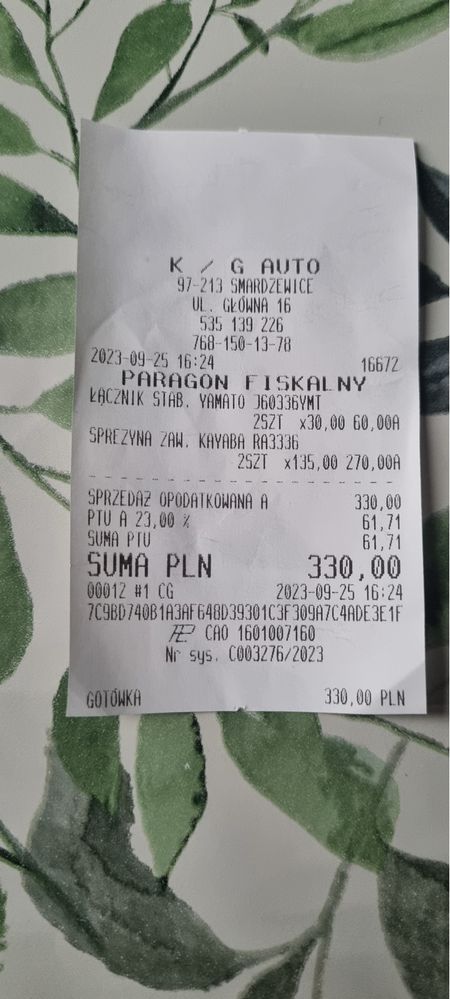 K / G AUTO
97-213 SMARDZEWICE
UL. GŁÓWNA 16
535 139 226
768-150-13-78
2023-09-25 16:24 16672
PARAGON FISKALNY
ŁĄCZNIK STAB. YAMATO J60336YMT
2SZT x30,00 60,00A
SPREZYNA ZAW. KAYABA RA3336
2SZT x135,00 270,00A
SPRZEDAŻ OPODATKOWANA A 330,00
PTU A 23,00 % 61,71
SUMA PTU 61,71
SUMA PLN 330,00
00012 #1 CG 2023-09-25 16:24
7C9BD740B1A3AF648D39301C3F309A7C4ADE3E1F
CAO 1601007160
Nr sys. C003276/2023
GOTÓWKA 330,00 PLN